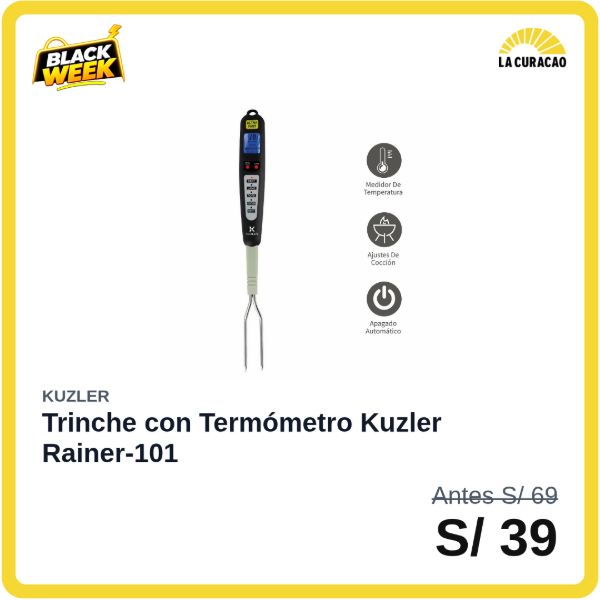 BLACK
WEEK
LA CURACAO
Medidor De
Temperatura
Ajustes De
Cocción
Apagado
Automático
KUZLER
Trinche con Termómetro Kuzler
Rainer-101
Antes S/ 69
S/ 39